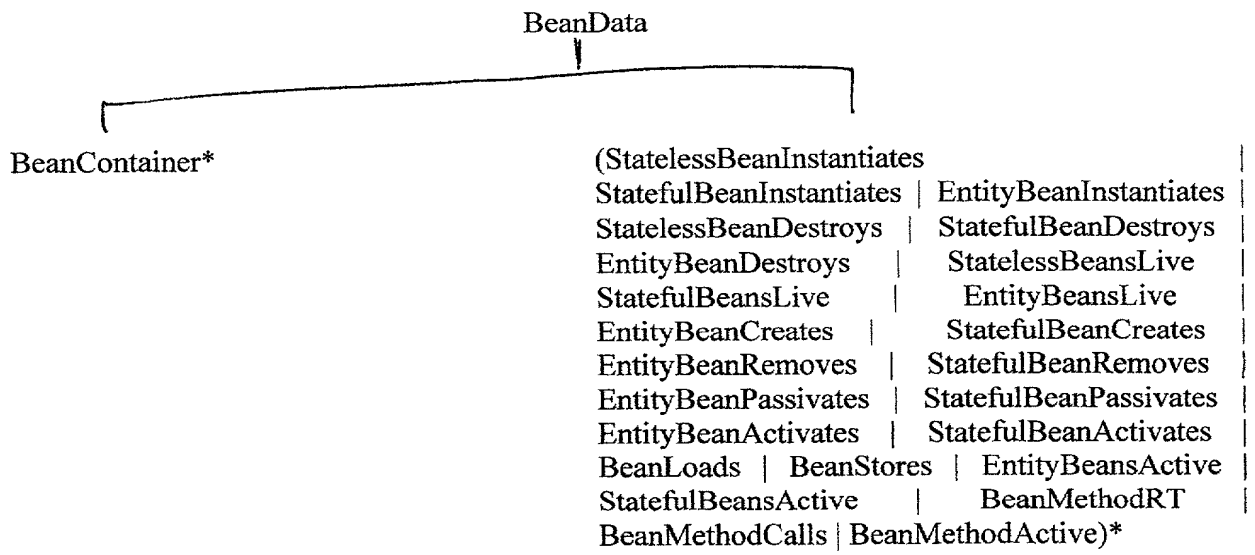 BeanData
BeanContainer*
(StatelessBeanInstantiates |
StatefulBeanInstantiates | EntityBeanInstantiates |
StatelessBeanDestroys | StatefulBeanDestroys |
EntityBeanDestroys | StatelessBeansLive |
StatefulBeansLive | EntityBeansLive |
EntityBeanCreates | StatefulBeanCreates |
EntityBeanRemoves | StatefulBeanRemoves |
EntityBeanPassivates | StatefulBeanPassivates |
EntityBeanActivates | StatefulBeanActivates |
BeanLoads | BeanStores | EntityBeansActive |
StatefulBeansActive | BeanMethodRT |
BeanMethodCalls | BeanMethodActive)*